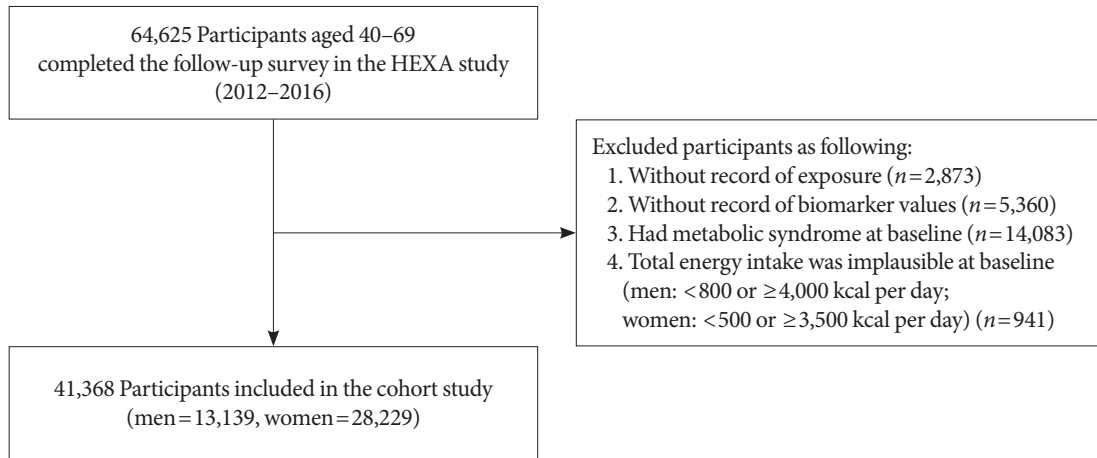 64,625 Participants aged 40–69
completed the follow-up survey in the HEXA study
(2012–2016)
Excluded participants as following:
1. Without record of exposure (n=2,873)
2. Without record of biomarker values (n=5,360)
3. Had metabolic syndrome at baseline (n=14,083)
4. Total energy intake was implausible at baseline
(men: <800 or ≥4,000 kcal per day;
women: <500 or ≥3,500 kcal per day) (n=941)
41,368 Participants included in the cohort study
(men=13,139, women=28,229)